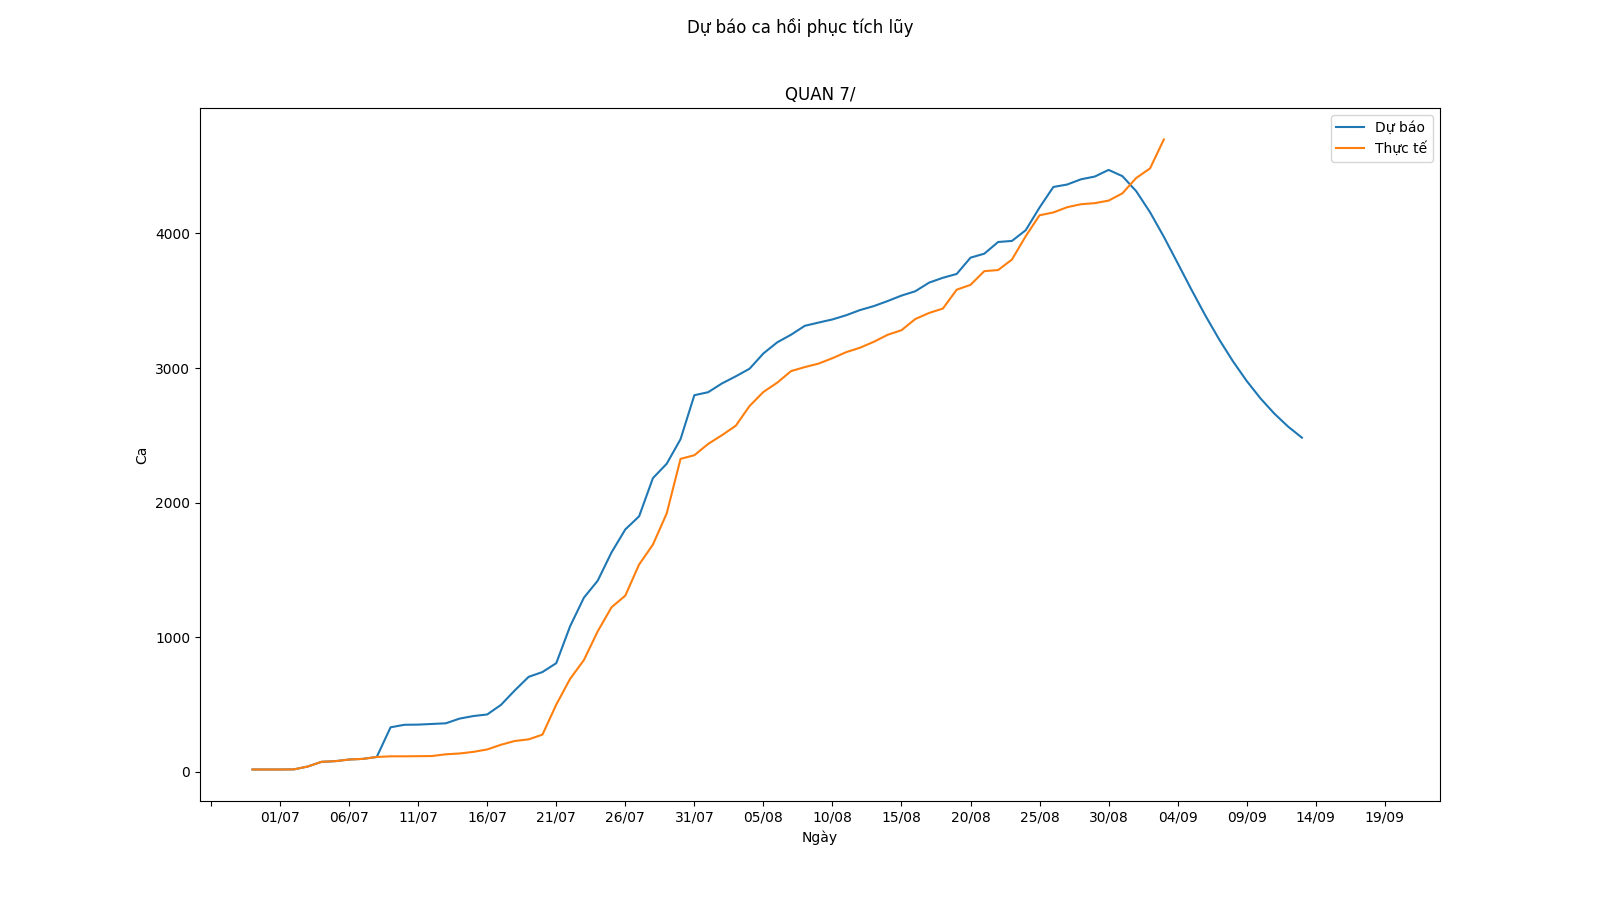 Dự báo ca hồi phục tích lũy
QUAN 7/
Dự báo
Thực tế
4000
3000
2000
1000
0
Ca
01/07 06/07 11/07 16/07 21/07 26/07 31/07 05/08 10/08 15/08 20/08 25/08 30/08 04/09 09/09 14/09 19/09
Ngày